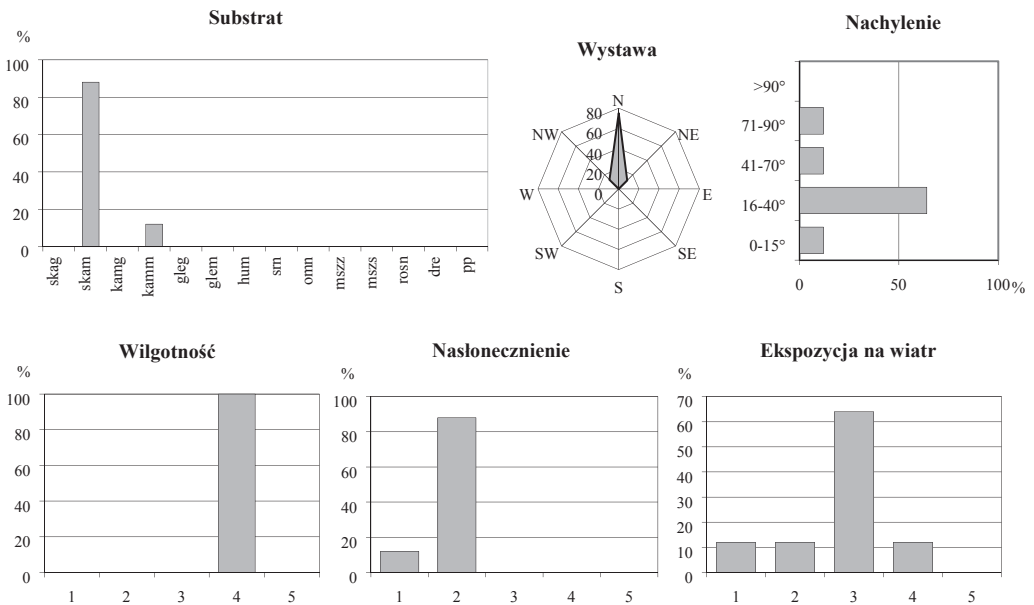 Substrat
%
100
80
60
40
20
0
skag
skam
kamg
kamm
gleg
glem
hum
srn
omn
mszz
mszs
rosn
dre
pp
Wystawa
N
NE
E
SE
S
SW
W
NW
80
60
40
20
0
Nachylenie
>90°
71-90°
41-70°
16-40°
0-15°
0 50 100%
Wilgotność
%
100
80
60
40
20
0
1 2 3 4 5
Nasłonecznienie
%
100
80
60
40
20
0
1 2 3 4 5
Ekspozycja na wiatr
%
70
60
50
40
30
20
10
0
1 2 3 4 5